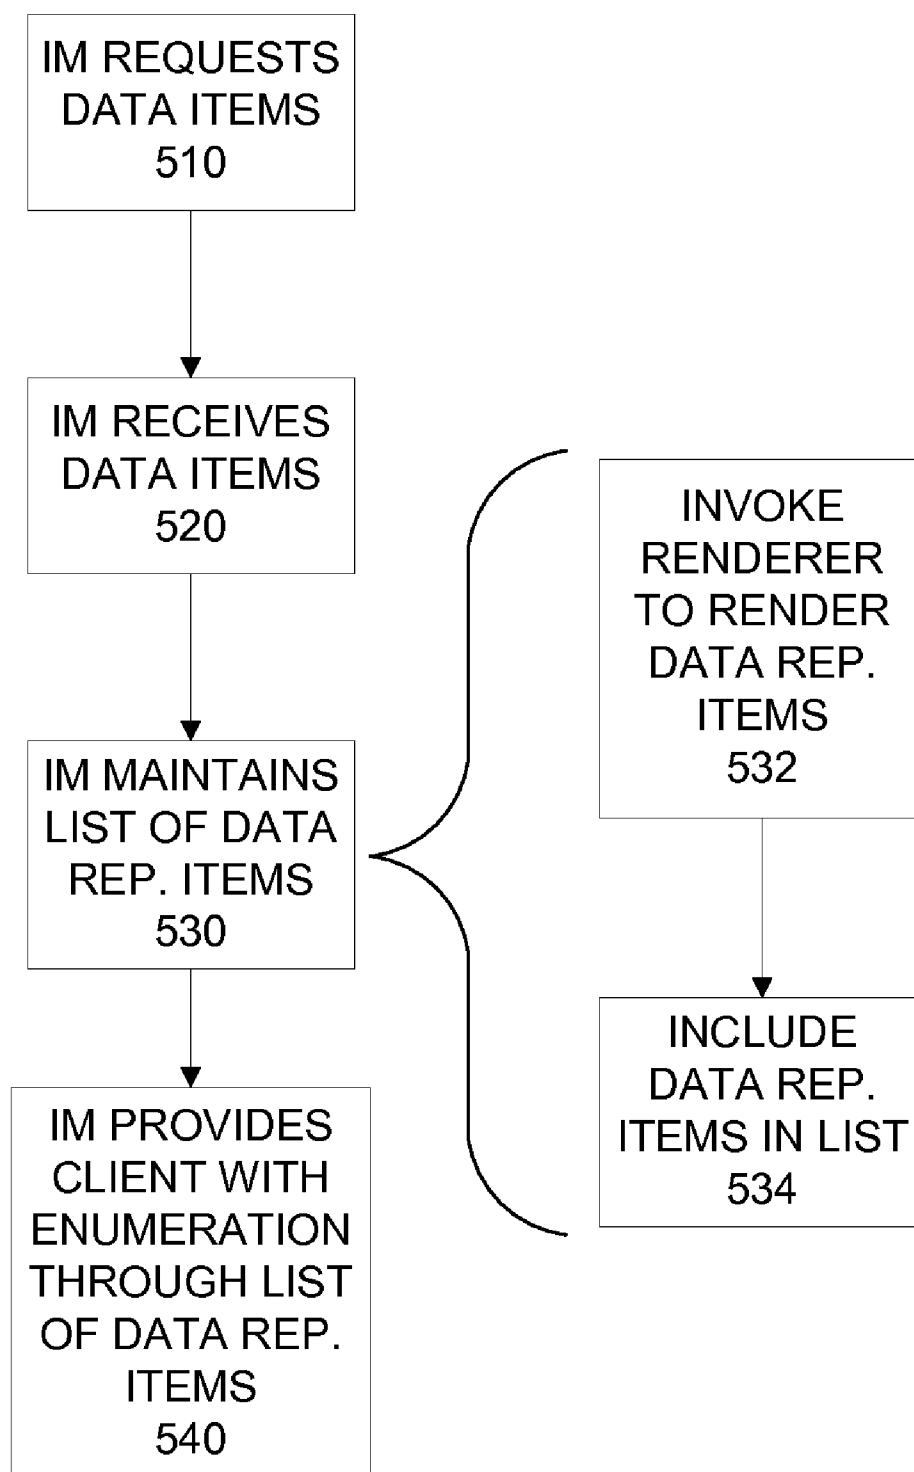 IM REQUESTS
DATA ITEMS
510
IM RECEIVES
DATA ITEMS
520
IM MAINTAINS
LIST OF DATA
REP. ITEMS
530
IM PROVIDES
CLIENT WITH
ENUMERATION
THROUGH LIST
OF DATA REP.
ITEMS
540
INVOKE
RENDERER
TO RENDER
DATA REP.
ITEMS
532
INCLUDE
DATA REP.
ITEMS IN LIST
534